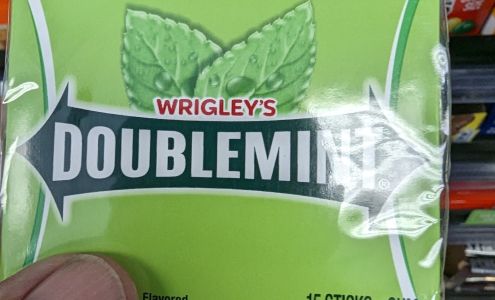 WRIGLEY'S
DOUBLEMINT®
Flavored
15 STICKS